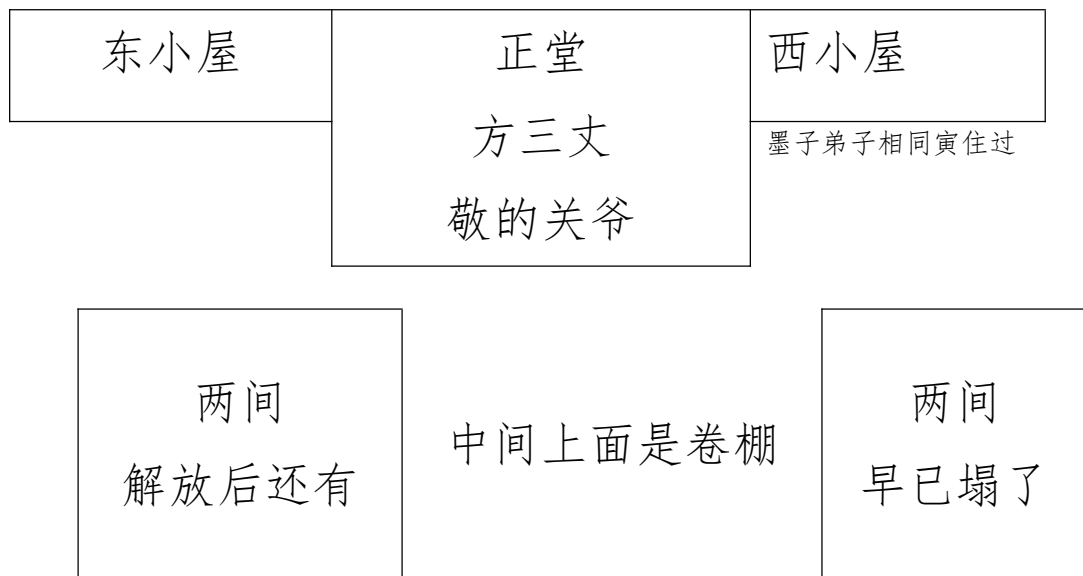 东小屋
正堂
方三丈
敬的关爷
西小屋
墨子弟子相同寅住过
两间
解放后还有
中间上面是卷棚
两间
早已塌了